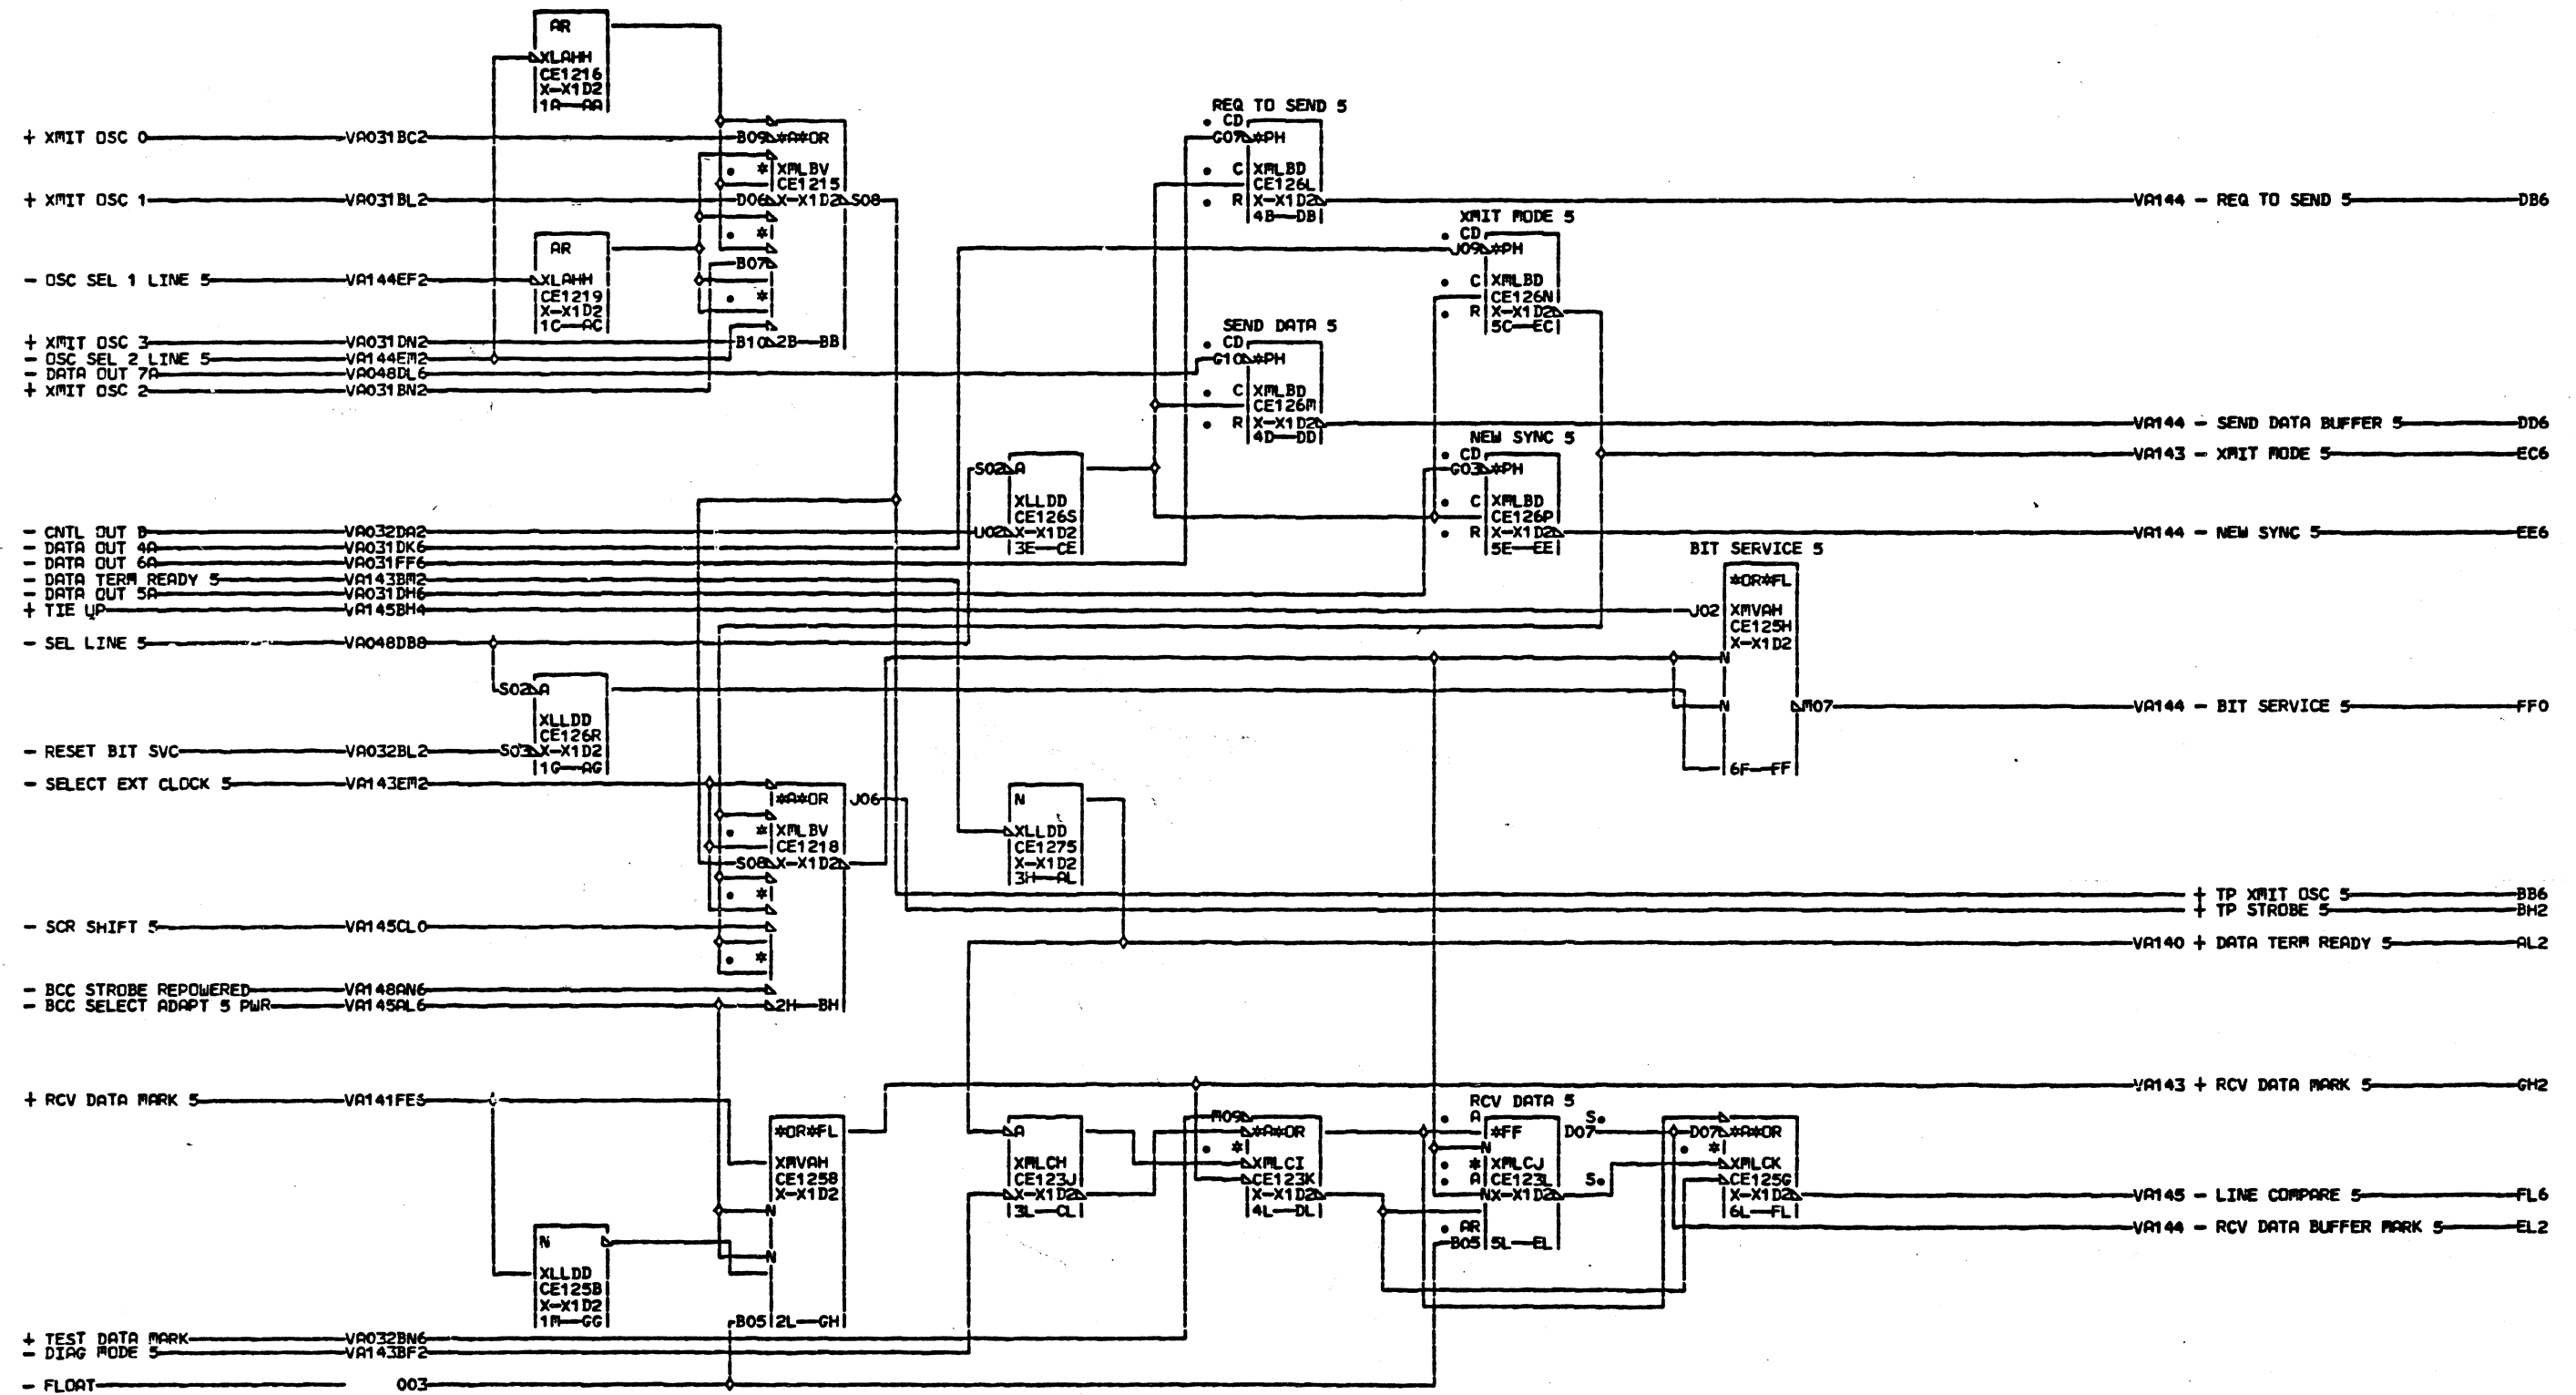 AR
XLAHH
CE1216
X-X1D2
1A AA
+ XMIT OSC 0 VA031BC2
B09 *A*OR
• * XMLBV
CE1215
+ XMIT OSC 1 VA031BL2
D06 X-X1D2 S08
• *
AR
B07
- OSC SEL 1 LINE 5 VA144EF2
XLAHH
CE1219
X-X1D2
1C AC
• *
+ XMIT OSC 3 VA031DN2
B10 2B BB
- OSC SEL 2 LINE 5 VA144EM2
- DATA OUT 7A VA048DL6
+ XMIT OSC 2 VA031BN2
REQ TO SEND 5
• CD
G07 *PH
• C XMLBD
CE126L
• R X-X1D2
4B DB
VA144 - REQ TO SEND 5 DB6
XMIT MODE 5
• CD
J09 *PH
• C XMLBD
CE126N
• R X-X1D2
5C EC
SEND DATA 5
• CD
G10 *PH
• C XMLBD
CE126M
• R X-X1D2
4D DD
VA144 - SEND DATA BUFFER 5 DD6
VA143 - XMIT MODE 5 EC6
NEW SYNC 5
• CD
G03 *PH
• C XMLBD
CE126P
• R X-X1D2
5E EE
VA144 - NEW SYNC 5 EE6
S02 A
XLLDD
CE126S
U02 X-X1D2
3E CE
- CNTL OUT B VA032DA2
- DATA OUT 4A VA031DK6
- DATA OUT 6A VA031FF6
- DATA TERM READY 5 VA143BM2
- DATA OUT 5A VA031DH6
+ TIE UP VA145BH4
- SEL LINE 5 VA048DB8
BIT SERVICE 5
*OR*FL
J02 XMVAH
CE125H
X-X1D2
N
N M07
6F FF
VA144 - BIT SERVICE 5 FF0
S02 A
XLLDD
CE126R
- RESET BIT SVC VA032BL2
S03 X-X1D2
1G AG
- SELECT EXT CLOCK 5 VA143EM2
*A*OR J06
• * XMLBV
CE1218
S08 X-X1D2
• *
- SCR SHIFT 5 VA145CL0
• *
- BCC STROBE REPOWERED VA148AN6
- BCC SELECT ADAPT 5 PWR VA145AL6
2H BH
N
XLLDD
CE1275
X-X1D2
3H AL
+ TP XMIT OSC 5 BB6
+ TP STROBE 5 BH2
VA140 + DATA TERM READY 5 AL2
VA143 + RCV DATA MARK 5 GH2
+ RCV DATA MARK 5 VA141FE6
*OR*FL
XMVAH
CE1258
X-X1D2
N
N
B05 2L GH
N
XLLDD
CE125B
X-X1D2
1M GG
A
XMLCH
CE123J
X-X1D2
3L CL
M09
*A*OR
• *
XMLCI
CE123K
X-X1D2
4L DL
RCV DATA 5
• A S•
*FF D07
N
• * XMLCJ
• A CE123L S•
N X-X1D2
• AR
B05 5L EL
D07 *A*OR
• *
XMLCK
CE125G
X-X1D2
6L FL
VA145 - LINE COMPARE 5 FL6
VA144 - RCV DATA BUFFER MARK 5 EL2
+ TEST DATA MARK VA032BN6
- DIAG MODE 5 VA143BF2
- FLOAT 003